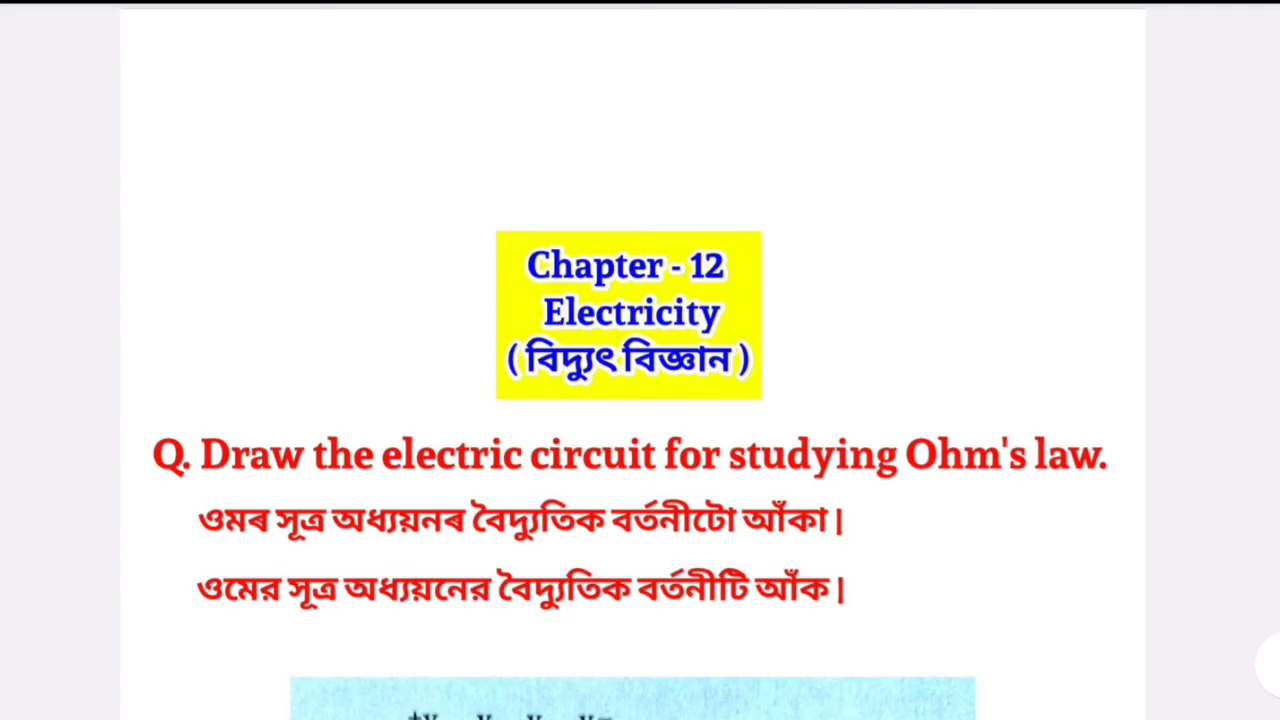 Chapter - 12
Electricity
( বিদ্যুৎ বিজ্ঞান )
Q. Draw the electric circuit for studying Ohm's law.
ওমৰ সূত্ৰ অধ্যয়নৰ বৈদ্যুতিক বৰ্তনীটো আঁকা।
ওমের সূত্র অধ্যয়নের বৈদ্যুতিক বর্তনীটি আঁক।